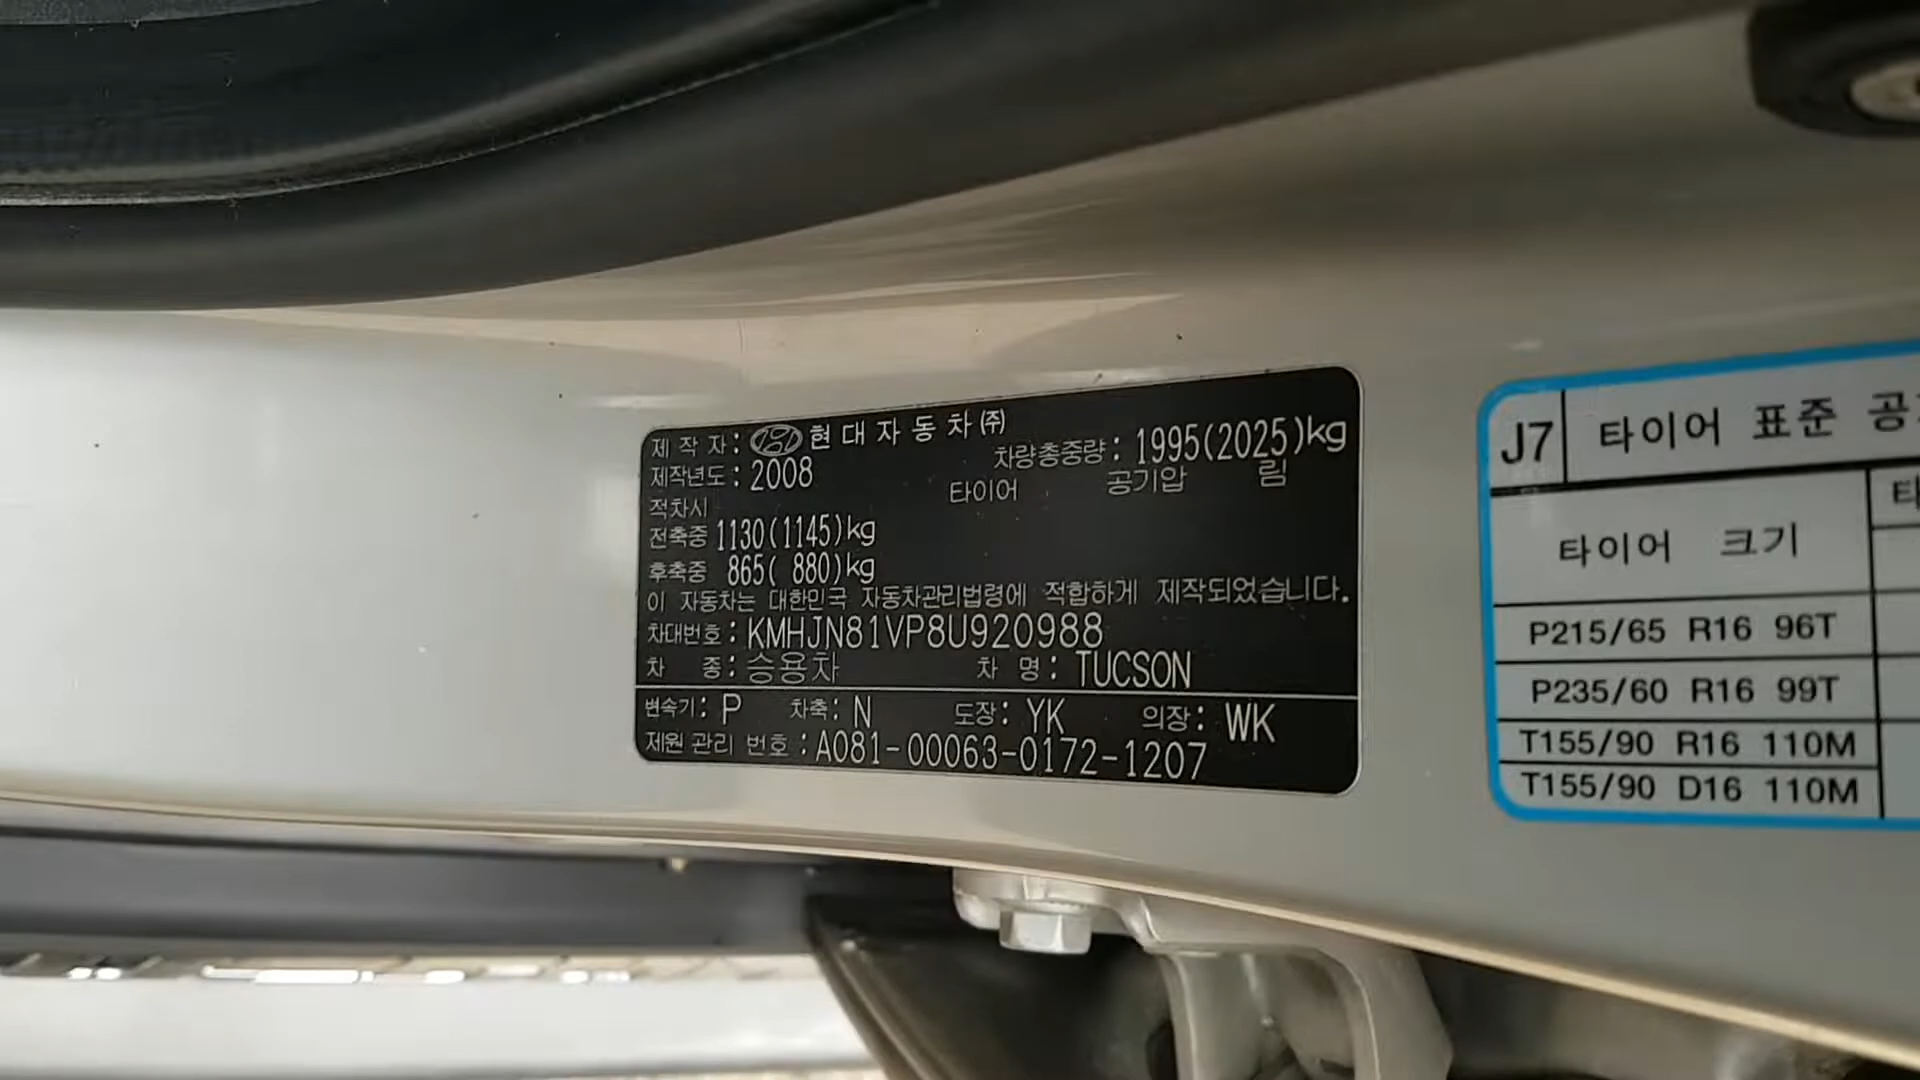 제 작 자 : 현 대 자 동 차 ㈜
제작년도 : 2008 차량총중량 : 1995(2025)kg
적차시 타이어 공기압 림
전축중 1130(1145)kg
후축중 865( 880)kg
이 자동차는 대한민국 자동차관리법령에 적합하게 제작되었습니다.
차대번호 : KMHJN81VP8U920988
차 종 : 승용차 차 명 : TUCSON
변속기 : P 차축 : N 도장 : YK 의장 : WK
제원 관리 번호 : A081-00063-0172-1207
J7 타이어 표준
타이어 크기
P215/65 R16 96T
P235/60 R16 99T
T155/90 R16 110M
T155/90 D16 110M